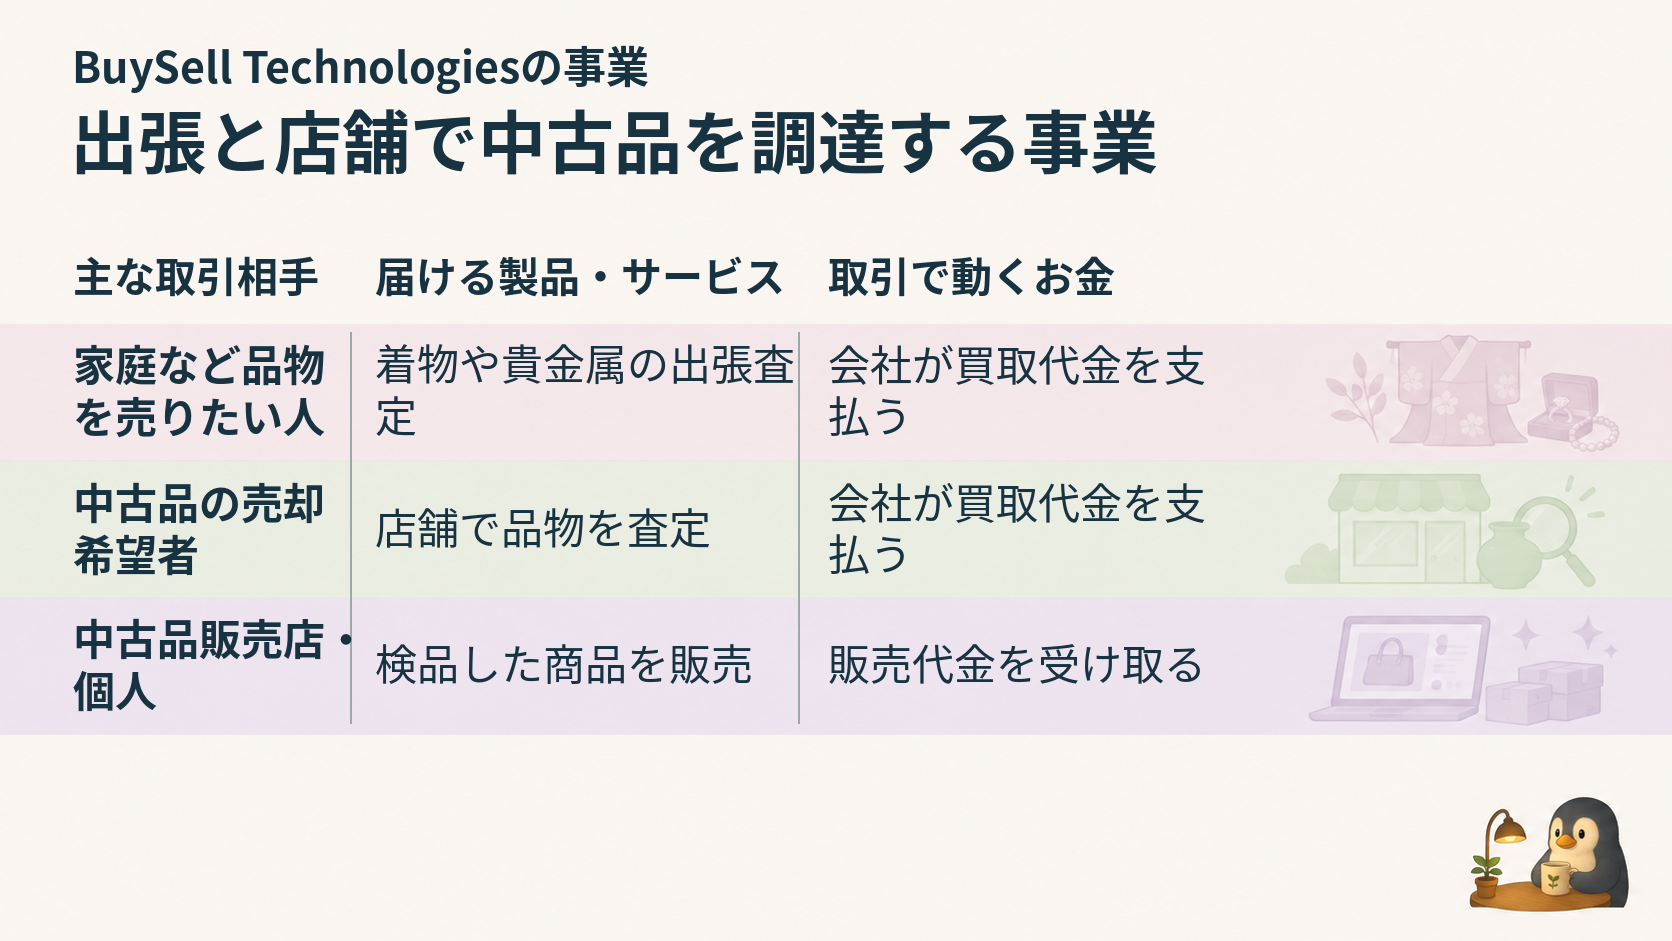 BuySell Technologiesの事業
出張と店舗で中古品を調達する事業
主な取引相手
届ける製品・サービス
取引で動くお金
家庭など品物
を売りたい人
着物や貴金属の出張査
定
会社が買取代金を支
払う
中古品の売却
希望者
店舗で品物を査定
会社が買取代金を支
払う
中古品販売店・
個人
検品した商品を販売
販売代金を受け取る